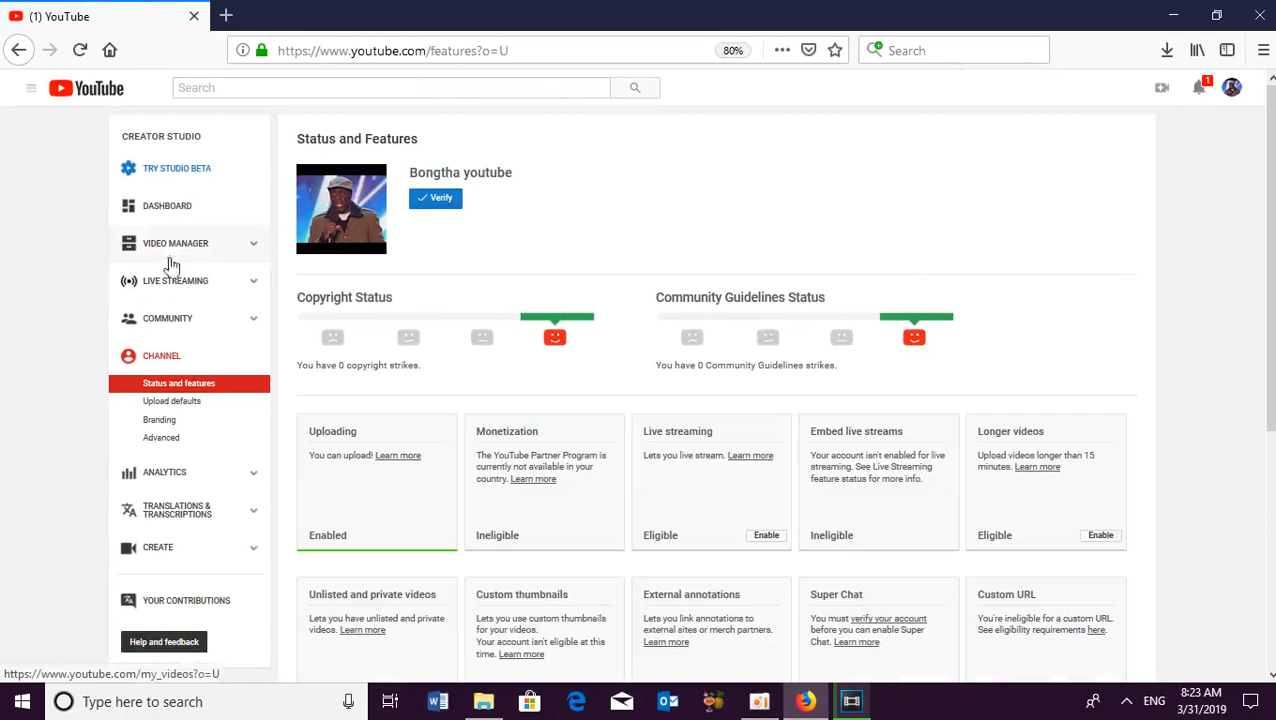 (1) YouTube
https://www.youtube.com/features?o=U
80%
Search
YouTube
Search
1
CREATOR STUDIO
TRY STUDIO BETA
DASHBOARD
VIDEO MANAGER
LIVE STREAMING
COMMUNITY
CHANNEL
Status and features
Upload defaults
Branding
Advanced
ANALYTICS
TRANSLATIONS &
TRANSCRIPTIONS
CREATE
YOUR CONTRIBUTIONS
Help and feedback
Status and Features
Bongtha youtube
Verify
Copyright Status
You have 0 copyright strikes.
Community Guidelines Status
You have 0 Community Guidelines strikes.
Uploading
You can upload! Learn more
Enabled
Monetization
The YouTube Partner Program is
currently not available in your
country. Learn more
Ineligible
Live streaming
Lets you live stream. Learn more
Eligible
Enable
Embed live streams
Your account isn't enabled for live
streaming. See Live Streaming
feature status for more info.
Ineligible
Longer videos
Upload videos longer than 15
minutes. Learn more
Eligible
Enable
Unlisted and private videos
Lets you have unlisted and private
videos. Learn more
Custom thumbnails
Lets you use custom thumbnails
for your videos.
Your account isn't eligible at this
time. Learn more
External annotations
Lets you link annotations to
external sites or merch partners.
Learn more
Super Chat
You must verify your account
before you can enable Super
Chat. Learn more
Custom URL
You're ineligible for a custom URL.
See eligibility requirements here.
https://www.youtube.com/my_videos?o=U
Type here to search
ENG
8:23 AM
3/31/2019